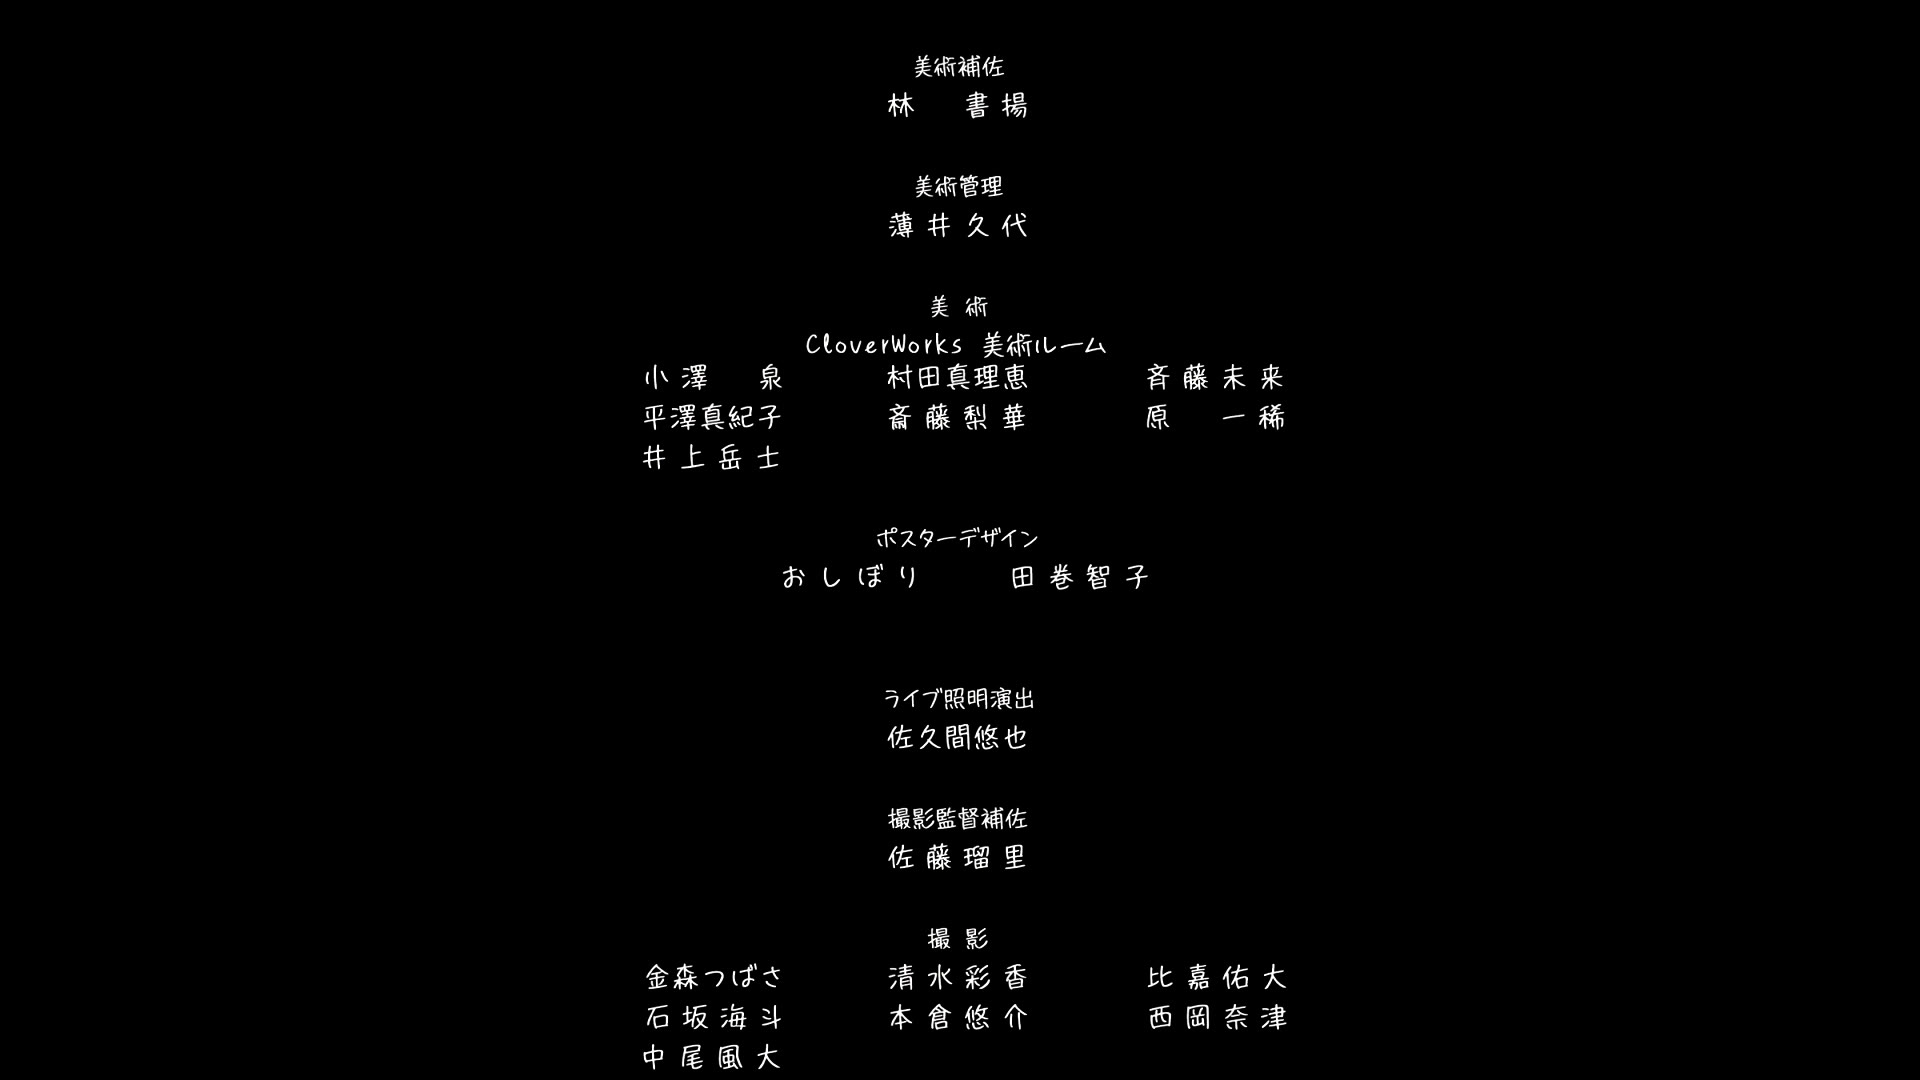 美術補佐
林　書揚
美術管理
薄井久代
美術
CloverWorks 美術ルーム
小澤　泉　村田真理恵　斉藤未来
平澤真紀子　斎藤梨華　原　一稀
井上岳士
ポスターデザイン
おしぼり　田巻智子
ライブ照明演出
佐久間悠也
撮影監督補佐
佐藤瑠里
撮影
金森つばさ　清水彩香　比嘉佑大
石坂海斗　本倉悠介　西岡奈津
中尾風大